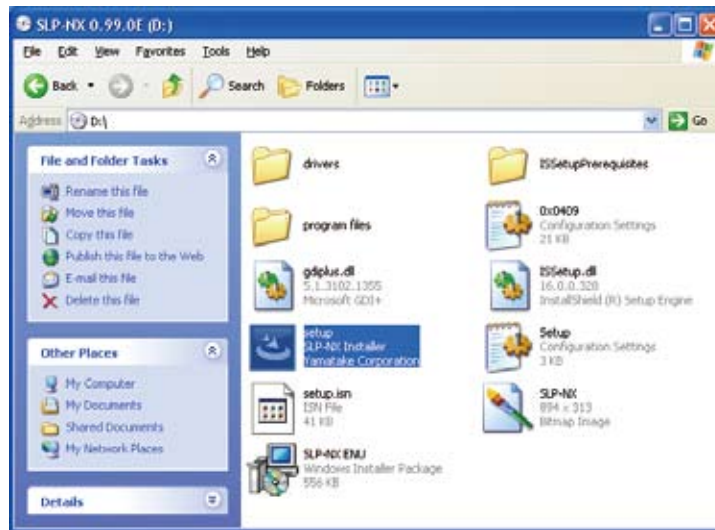 SLP-NX 0.99.0E (D:)
File Edit View Favorites Tools Help
Back Search Folders
Address D:\ Go
File and Folder Tasks
Rename this file
Move this file
Copy this file
Publish this file to the Web
E-mail this file
Delete this file
Other Places
My Computer
My Documents
Shared Documents
My Network Places
Details
drivers
ISSetupPrerequisites
program files
0x0409
Configuration Settings
21 KB
gdiplus.dll
5.1.3102.1355
Microsoft GDI+
ISSetup.dll
16.0.0.328
InstallShield (R) Setup Engine
setup
SLP-NX Installer
Yamatake Corporation
Setup
Configuration Settings
3 KB
setup.isn
ISN File
41 KB
SLP-NX
894 x 313
Bitmap Image
SLP-NX ENU
Windows Installer Package
556 KB